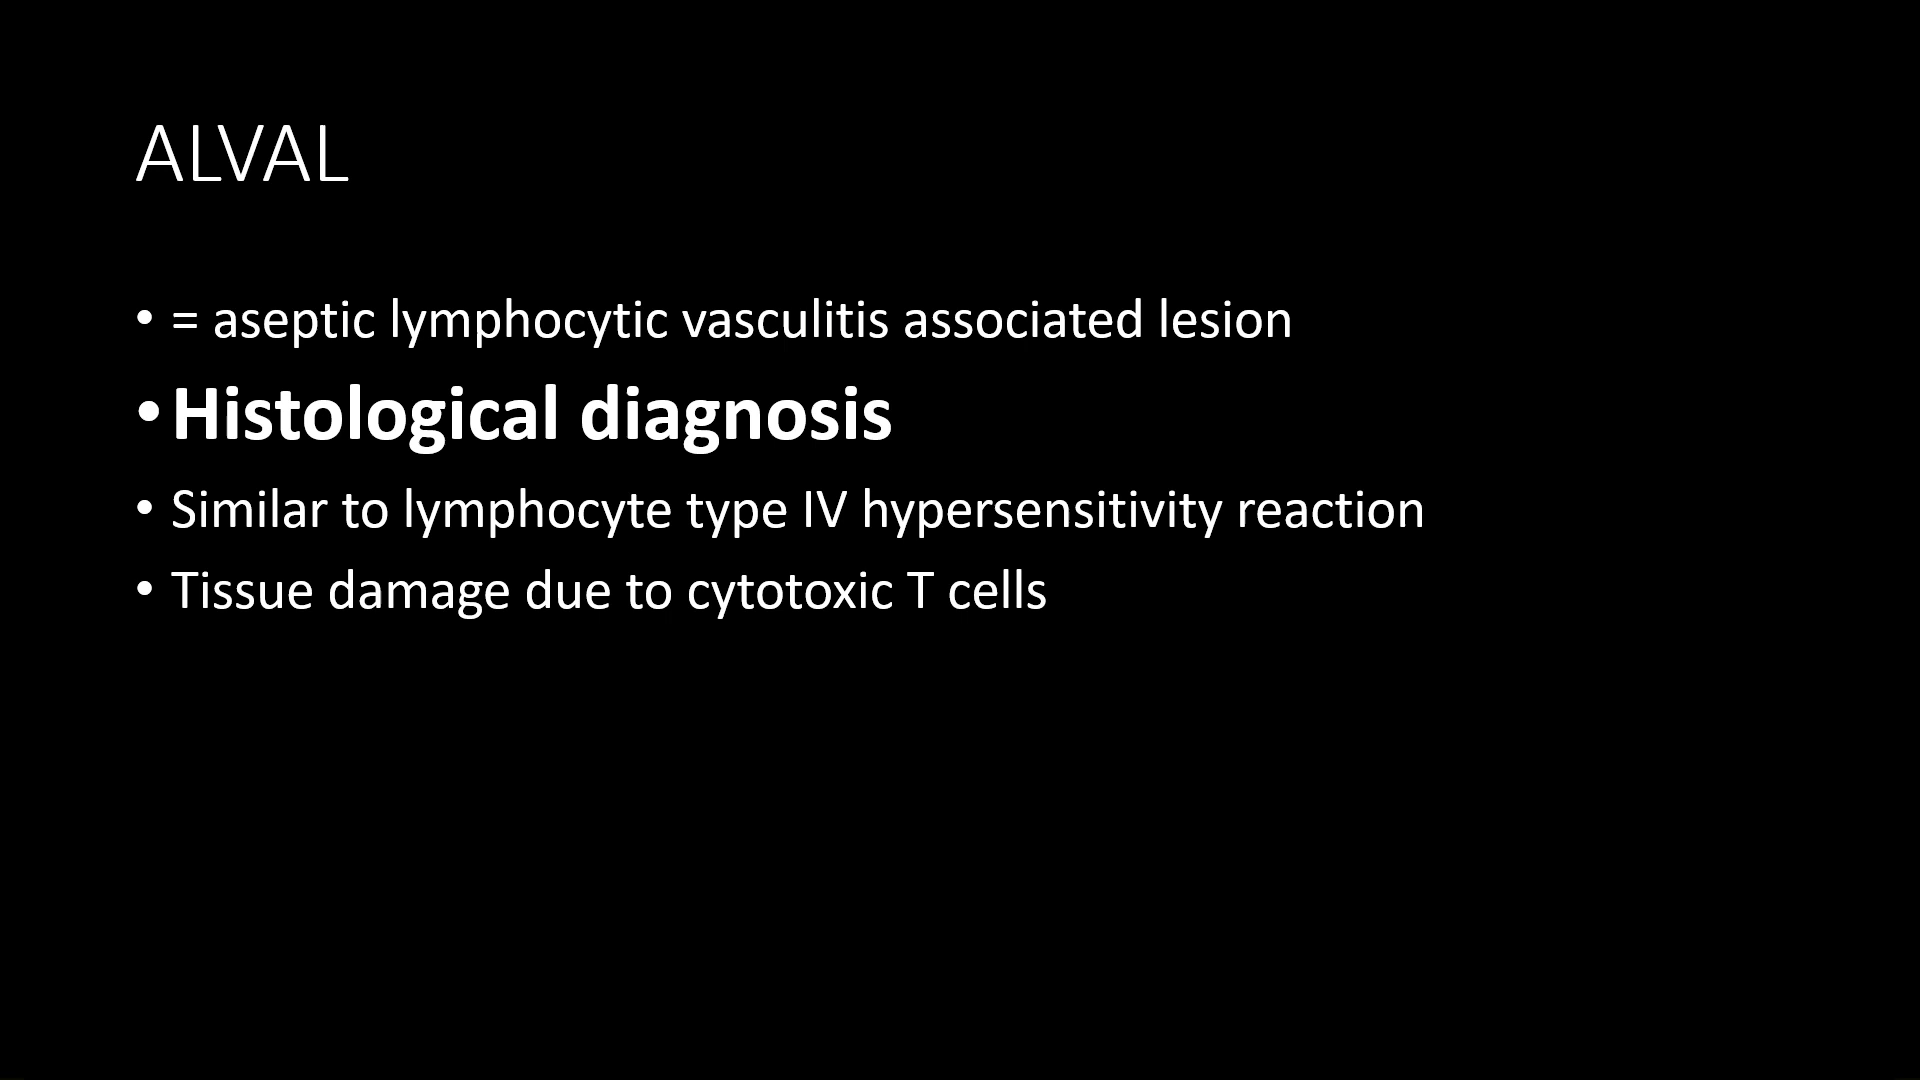 ALVAL
• = aseptic lymphocytic vasculitis associated lesion
• Histological diagnosis
• Similar to lymphocyte type IV hypersensitivity reaction
• Tissue damage due to cytotoxic T cells